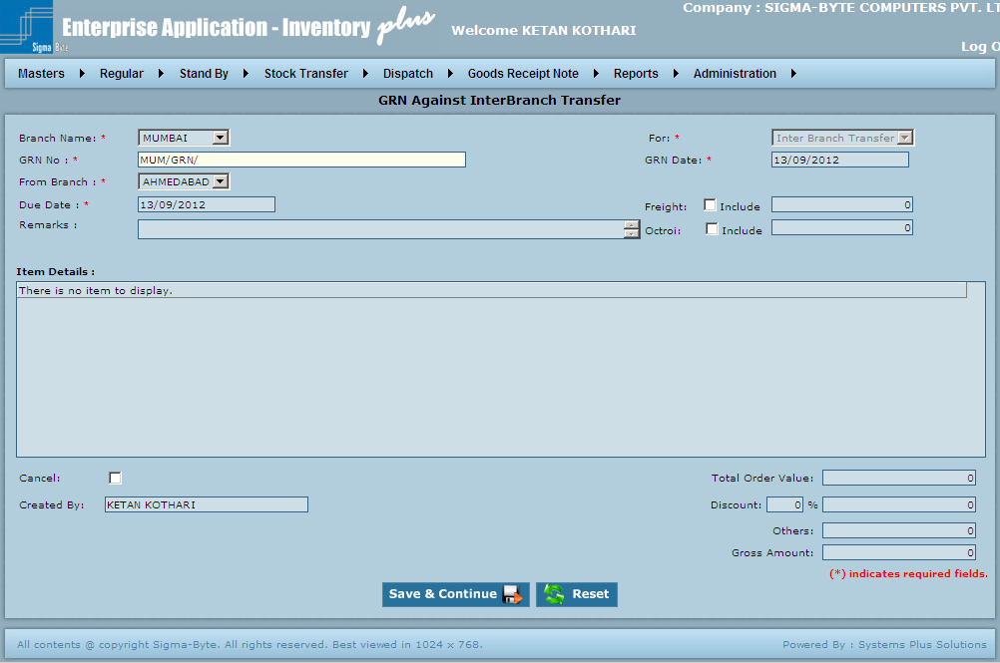 Company : SIGMA-BYTE COMPUTERS PVT. LT
Enterprise Application - Inventory plus
Welcome KETAN KOTHARI
Sigma Byte
Log O
Masters Regular Stand By Stock Transfer Dispatch Goods Receipt Note Reports Administration
GRN Against InterBranch Transfer
Branch Name: * MUMBAI For: * Inter Branch Transfer
GRN No : * MUM/GRN/ GRN Date: * 13/09/2012
From Branch : * AHMEDABAD
Due Date : * 13/09/2012 Freight: Include 0
Remarks : Octroi: Include 0
Item Details :
There is no item to display.
Cancel: Total Order Value: 0
Created By: KETAN KOTHARI Discount: 0 % 0
Others: 0
Gross Amount: 0
(*) indicates required fields.
Save & Continue Reset
All contents @ copyright Sigma-Byte. All rights reserved. Best viewed in 1024 x 768. Powered By : Systems Plus Solutions